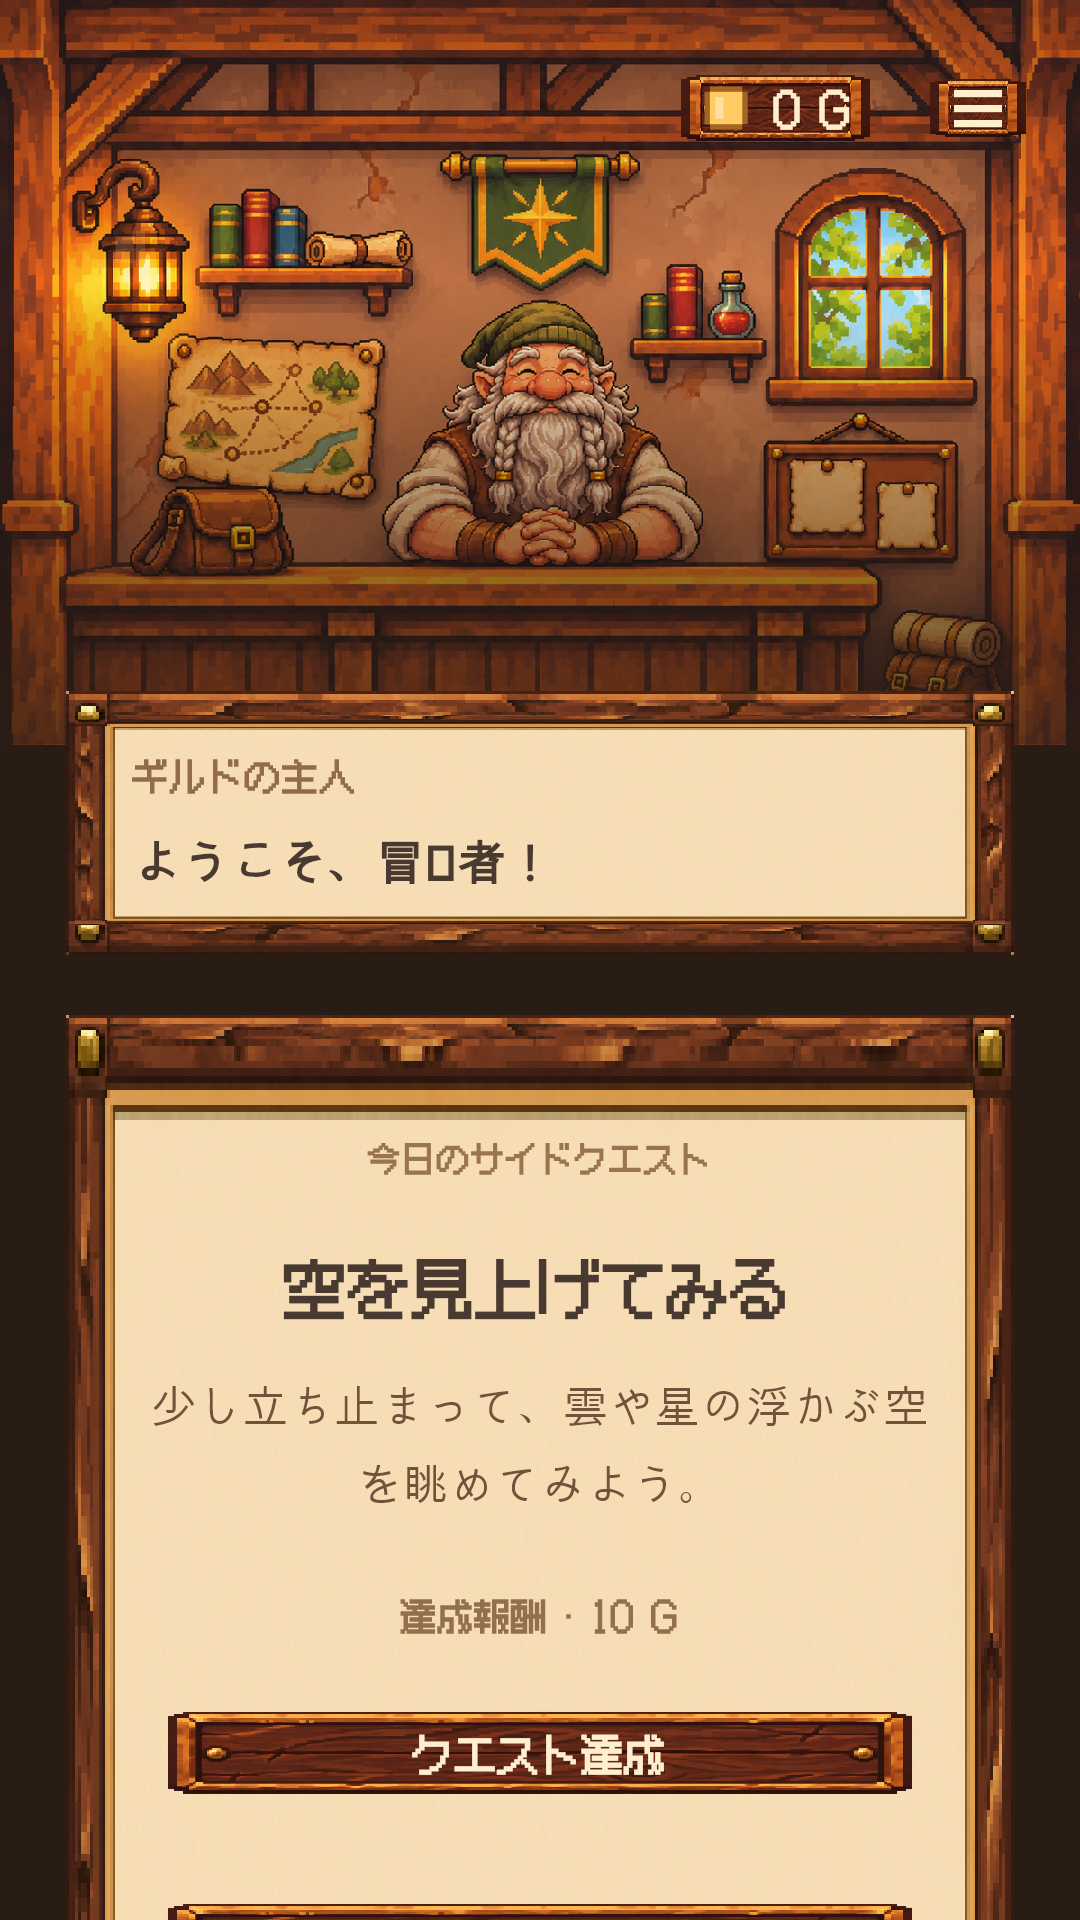 0 G
ギルドの主人
ようこそ、冒▯者！
今日のサイドクエスト
空を見上げてみる
少し立ち止まって、雲や星の浮かぶ空
を眺めてみよう。
達成報酬 · 10 G
クエスト達成